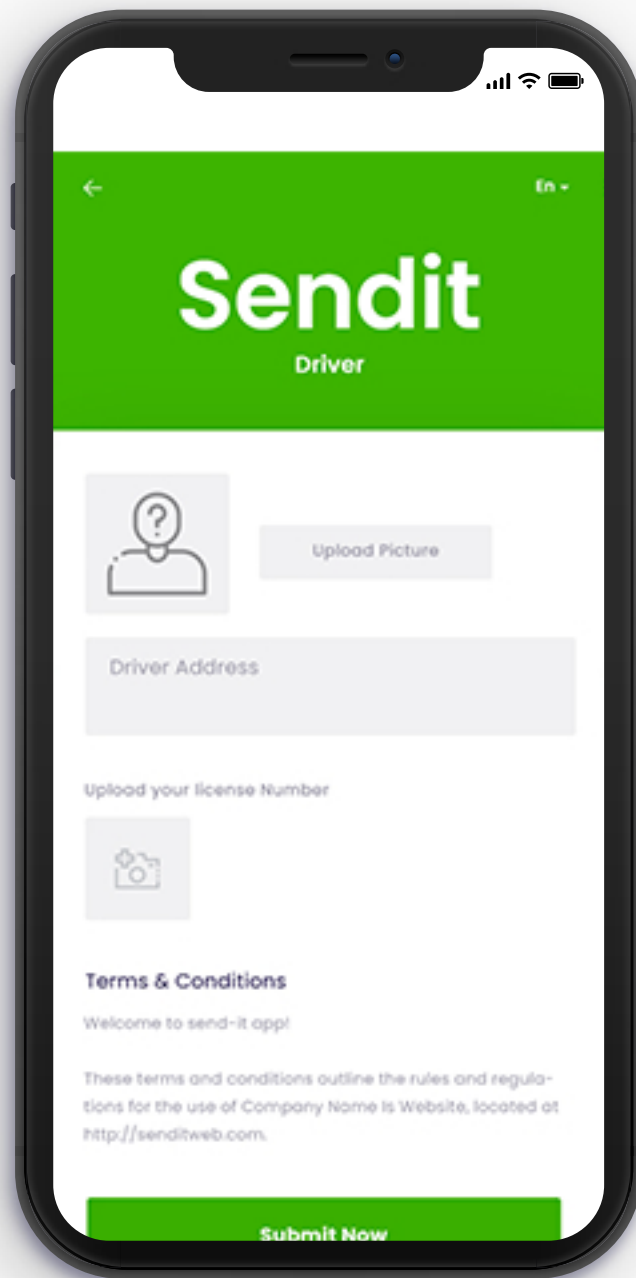 En
Sendit
Driver
?
Upload Picture
Driver Address
Upload your license Number
Terms & Conditions
Welcome to send-it app!
These terms and conditions outline the rules and regula-
tions for the use of Company Name Is Website, located at
http://senditweb.com.
Submit Now